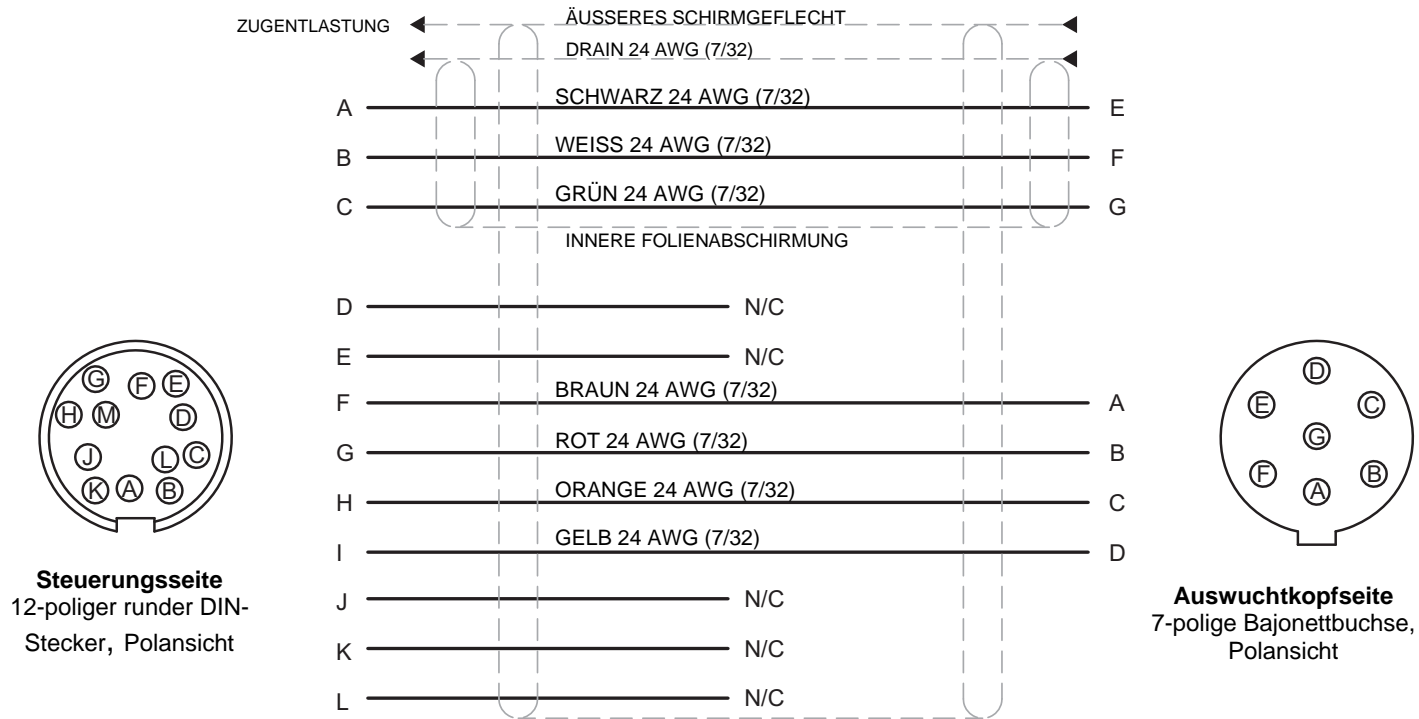 ZUGENTLASTUNG
ÄUSSERES SCHIRMGEFLECHT
DRAIN 24 AWG (7/32)
A SCHWARZ 24 AWG (7/32) E
B WEISS 24 AWG (7/32) F
C GRÜN 24 AWG (7/32) G
INNERE FOLIENABSCHIRMUNG
D N/C
E N/C
F BRAUN 24 AWG (7/32) A
G ROT 24 AWG (7/32) B
H ORANGE 24 AWG (7/32) C
I GELB 24 AWG (7/32) D
J N/C
K N/C
L N/C
G F E
H M D
J L C
K A B
Steuerungsseite
12-poliger runder DIN-
Stecker, Polansicht
D
E C
G
F B
A
Auswuchtkopfseite
7-polige Bajonettbuchse,
Polansicht